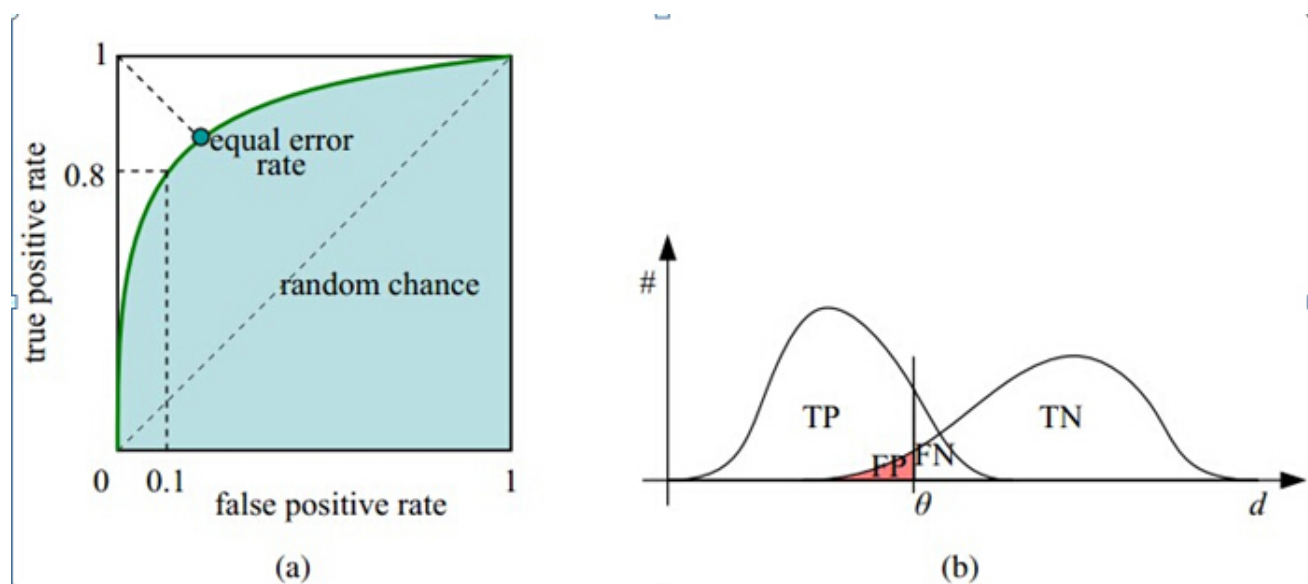 1
equal error
rate
0.8
true positive rate
random chance
0
0.1
1
false positive rate
(a)
#
TP
TN
FP
FN
θ
d
(b)